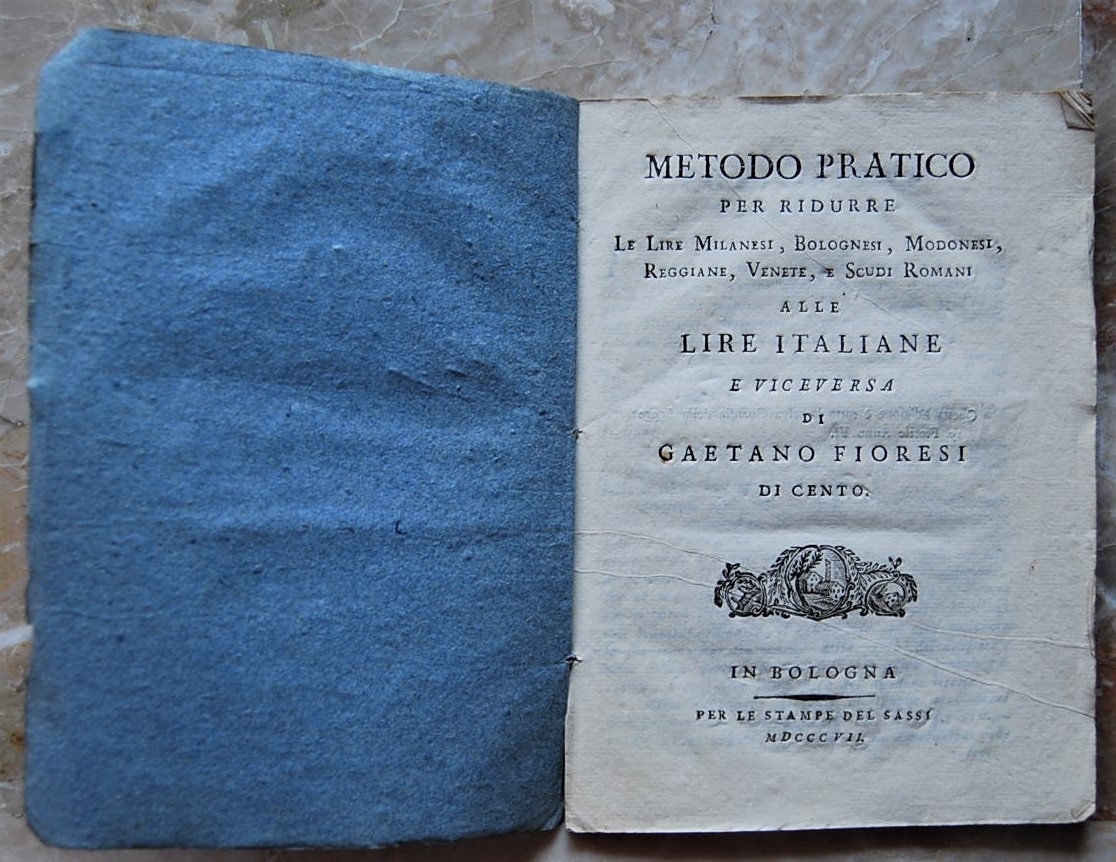 METODO PRATICO
PER RIDURRE
LE LIRE MILANESI, BOLOGNESI, MODONESI,
REGGIANE, VENETE, E SCUDI ROMANI
ALLE
LIRE ITALIANE
E VICEVERSA
DI
GAETANO FIORESI
DI CENTO.
IN BOLOGNA
PER LE STAMPE DEL SASSI
MDCCCVII.